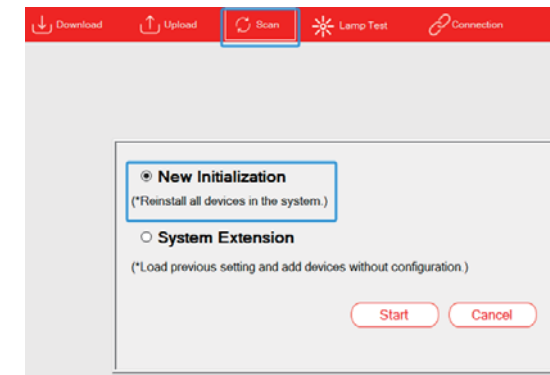 Download Upload Scan Lamp Test Connection
New Initialization
(*Reinstall all devices in the system.)
System Extension
(*Load previous setting and add devices without configuration.)
Start Cancel